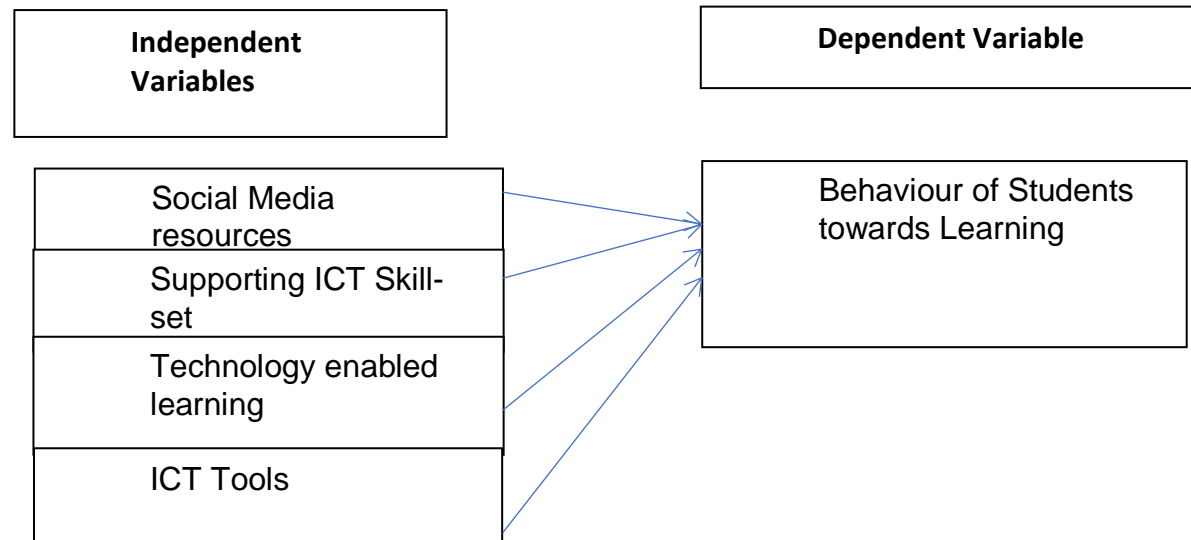 Independent
Variables
Dependent Variable
Social Media
resources
Supporting ICT Skill-
set
Technology enabled
learning
ICT Tools
Behaviour of Students
towards Learning